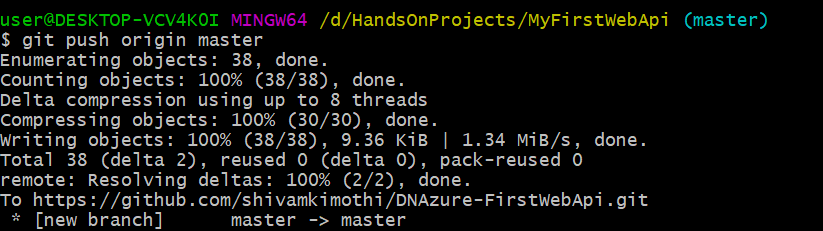 user@DESKTOP-VCV4K0I MINGW64 /d/HandsOnProjects/MyFirstWebApi (master)
$ git push origin master
Enumerating objects: 38, done.
Counting objects: 100% (38/38), done.
Delta compression using up to 8 threads
Compressing objects: 100% (30/30), done.
Writing objects: 100% (38/38), 9.36 KiB | 1.34 MiB/s, done.
Total 38 (delta 2), reused 0 (delta 0), pack-reused 0
remote: Resolving deltas: 100% (2/2), done.
To https://github.com/shivamkimothi/DNAzure-FirstWebApi.git
 * [new branch]      master -> master